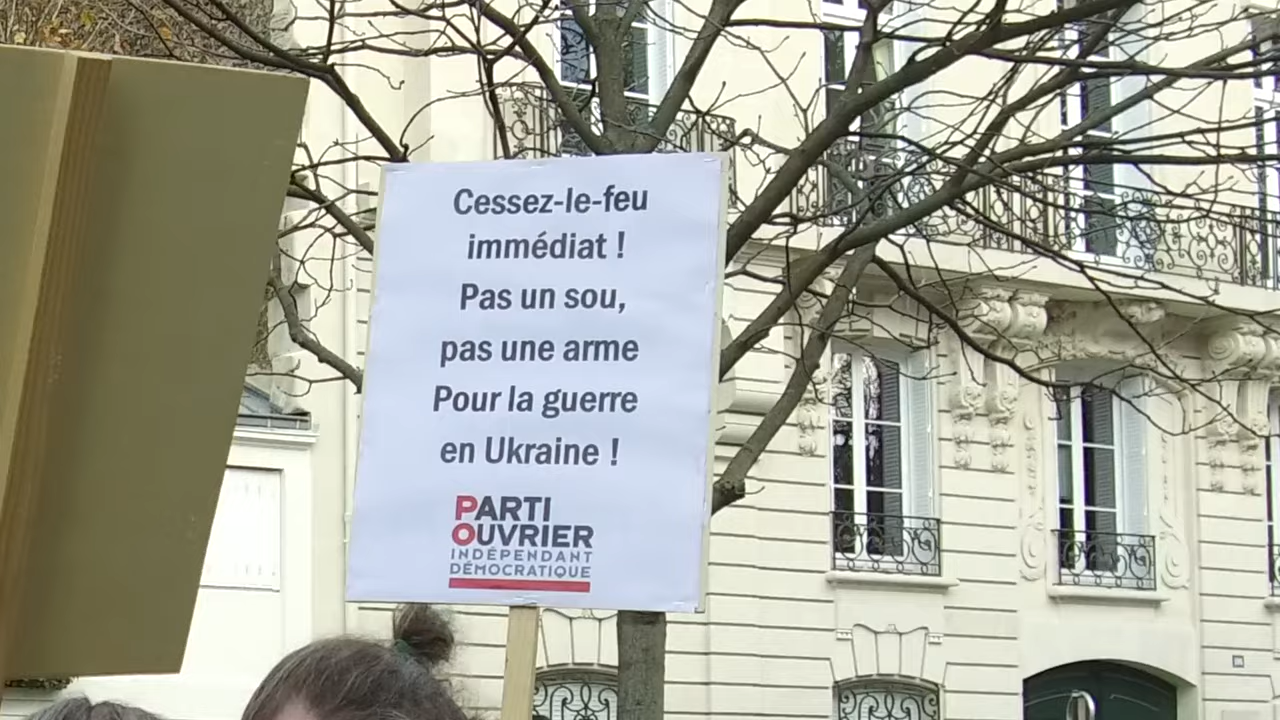 Cessez-le-feu
immédiat !
Pas un sou,
pas une arme
Pour la guerre
en Ukraine !
PARTI
OUVRIER
INDÉPENDANT
DÉMOCRATIQUE